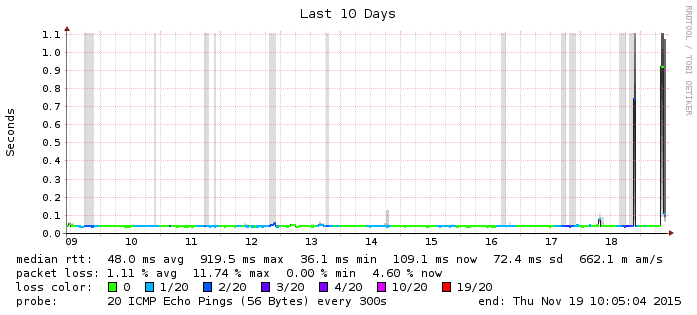 Last 10 Days
RRDTOOL / TOBI OETIKER
Seconds
1.1
1.0
0.9
0.8
0.7
0.6
0.5
0.4
0.3
0.2
0.1
0.0
09 10 11 12 13 14 15 16 17 18
median rtt: 48.0 ms avg 919.5 ms max 36.1 ms min 109.1 ms now 72.4 ms sd 662.1 m am/s
packet loss: 1.11 % avg 11.74 % max 0.00 % min 4.60 % now
loss color: 0 1/20 2/20 3/20 4/20 10/20 19/20
probe: 20 ICMP Echo Pings (56 Bytes) every 300s end: Thu Nov 19 10:05:04 2015